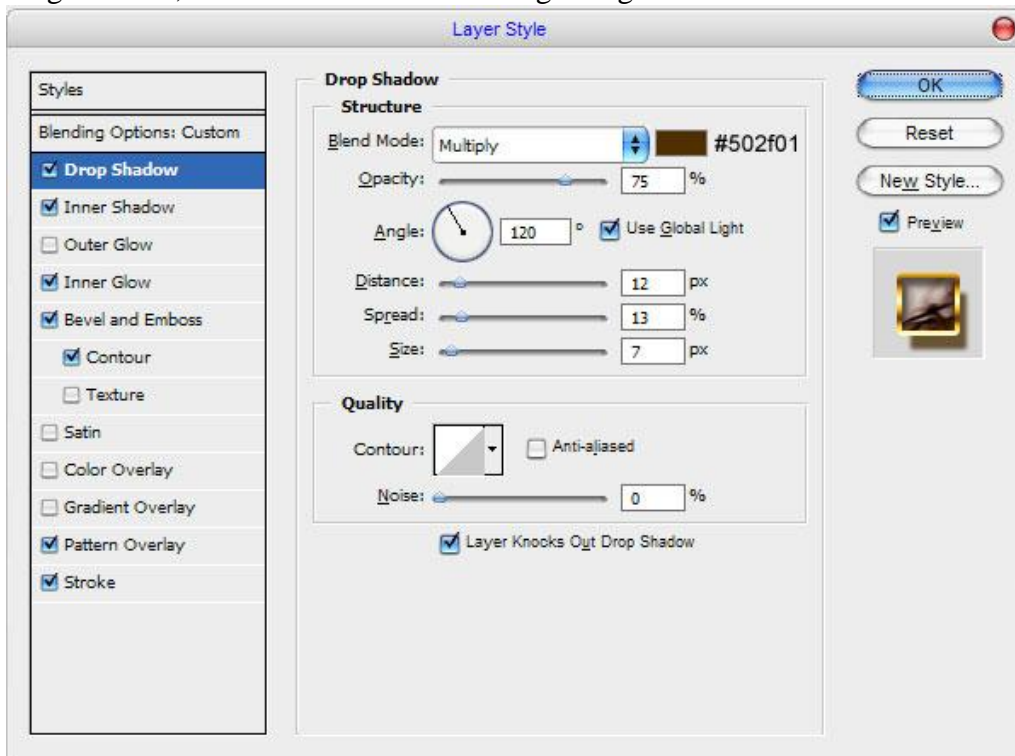 Layer Style
Styles
Blending Options: Custom
Drop Shadow
Inner Shadow
Outer Glow
Inner Glow
Bevel and Emboss
Contour
Texture
Satin
Color Overlay
Gradient Overlay
Pattern Overlay
Stroke
Drop Shadow
Structure
Blend Mode: Multiply #502f01
Opacity: 75 %
Angle: 120 ° Use Global Light
Distance: 12 px
Spread: 13 %
Size: 7 px
Quality
Contour: Anti-aliased
Noise: 0 %
Layer Knocks Out Drop Shadow
OK
Reset
New Style...
Preview